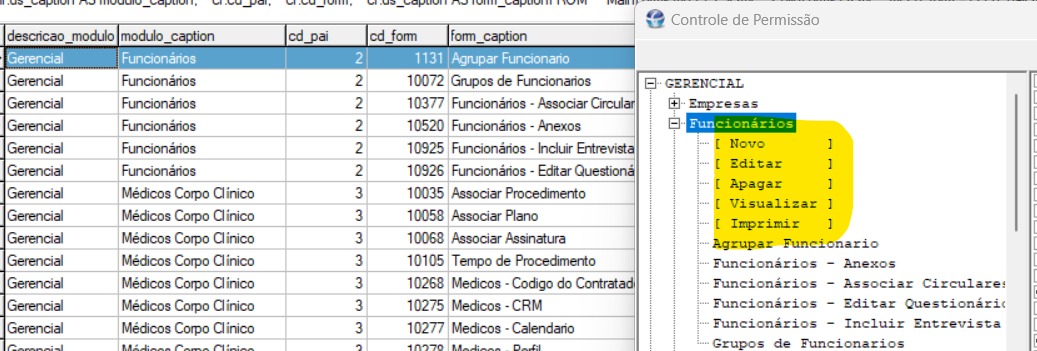 r.ds_caption AS modulo_caption, cf.cd_pai, cf.cd_form, cf.ds_caption AS form_caption FROM
descricao_modulo modulo_caption cd_pai cd_form form_caption
Gerencial Funcionários 2 1131 Agrupar Funcionario
Gerencial Funcionários 2 10072 Grupos de Funcionarios
Gerencial Funcionários 2 10377 Funcionários - Associar Circulare
Gerencial Funcionários 2 10520 Funcionários - Anexos
Gerencial Funcionários 2 10925 Funcionários - Incluir Entrevista
Gerencial Funcionários 2 10926 Funcionários - Editar Questioná
Gerencial Médicos Corpo Clínico 3 10035 Associar Procedimento
Gerencial Médicos Corpo Clínico 3 10058 Associar Plano
Gerencial Médicos Corpo Clínico 3 10068 Associar Assinatura
Gerencial Médicos Corpo Clínico 3 10105 Tempo de Procedimento
Gerencial Médicos Corpo Clínico 3 10268 Medicos - Codigo do Contratad
Gerencial Médicos Corpo Clínico 3 10275 Medicos - CRM
Gerencial Médicos Corpo Clínico 3 10277 Medicos - Calendario
Gerencial Médicos Corpo Clínico 3 10278 Medicos - Perfil
Controle de Permissão
GERENCIAL
Empresas
Funcionários
[ Novo ]
[ Editar ]
[ Apagar ]
[ Visualizar ]
[ Imprimir ]
Agrupar Funcionario
Funcionários - Anexos
Funcionários - Associar Circulares
Funcionários - Editar Questionário
Funcionários - Incluir Entrevista
Grupos de Funcionarios